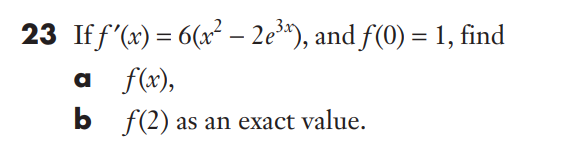 23 If f ′(x) = 6(x² – 2e³ˣ), and f(0) = 1, find
a f(x),
b f(2) as an exact value.